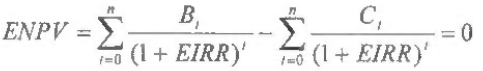 ENPV = \sum_{t=0}^{n} \frac{B_t}{(1 + EIRR)^t} - \sum_{t=0}^{n} \frac{C_t}{(1 + EIRR)^t} = 0